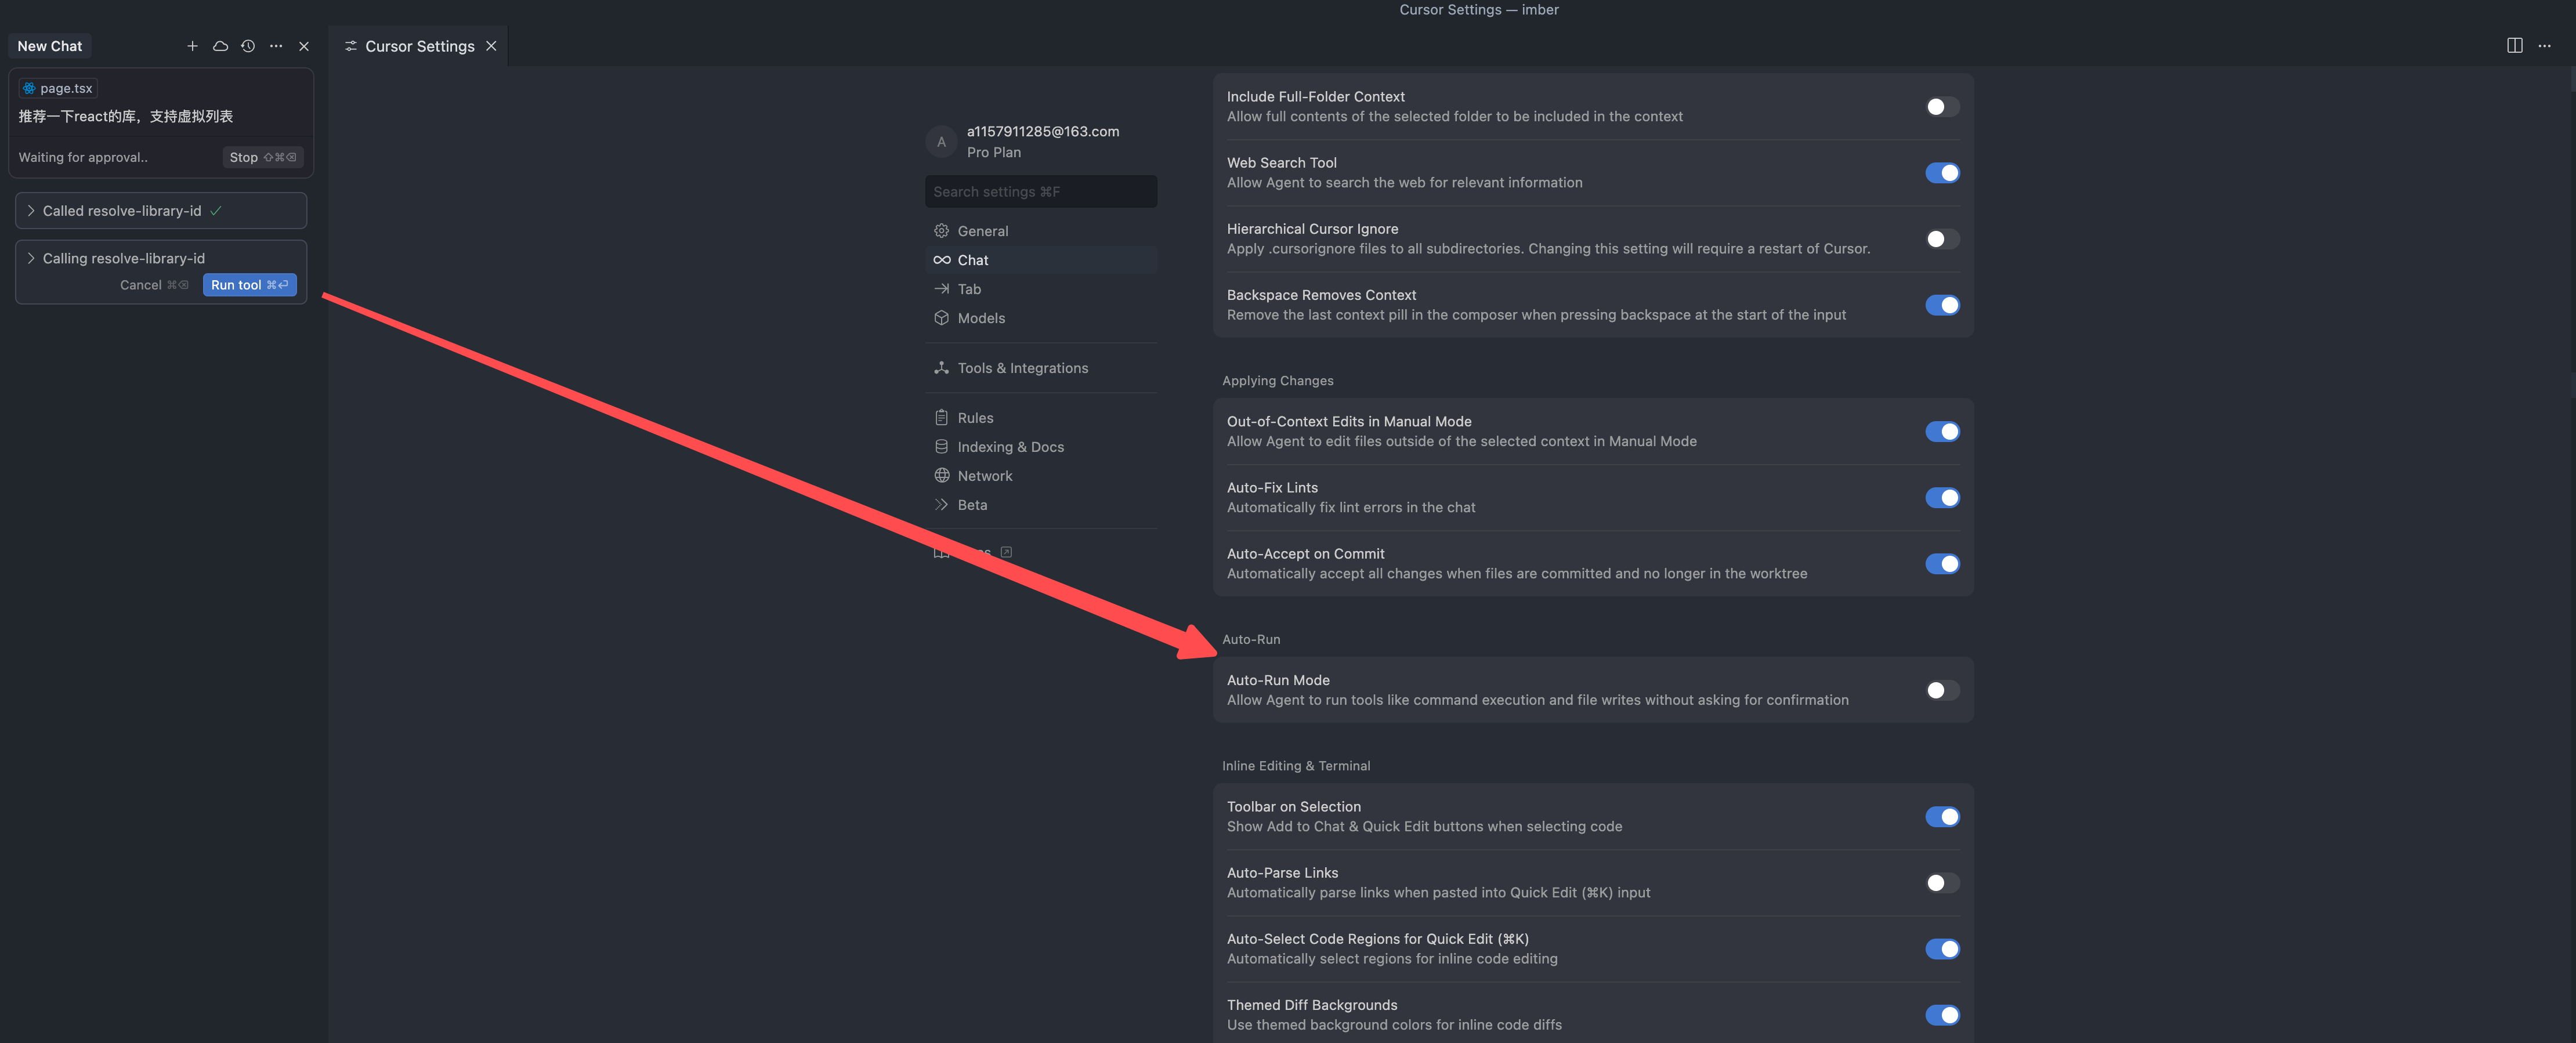 Cursor Settings — imber
New Chat
Cursor Settings
page.tsx
推荐一下react的库，支持虚拟列表
Waiting for approval..
Stop ⇧⌘⌫
Called resolve-library-id
Calling resolve-library-id
Cancel ⌘⌫
Run tool ⌘⏎
A
a1157911285@163.com
Pro Plan
Search settings ⌘F
General
Chat
Tab
Models
Tools & Integrations
Rules
Indexing & Docs
Network
Beta
Include Full-Folder Context
Allow full contents of the selected folder to be included in the context
Web Search Tool
Allow Agent to search the web for relevant information
Hierarchical Cursor Ignore
Apply .cursorignore files to all subdirectories. Changing this setting will require a restart of Cursor.
Backspace Removes Context
Remove the last context pill in the composer when pressing backspace at the start of the input
Applying Changes
Out-of-Context Edits in Manual Mode
Allow Agent to edit files outside of the selected context in Manual Mode
Auto-Fix Lints
Automatically fix lint errors in the chat
Auto-Accept on Commit
Automatically accept all changes when files are committed and no longer in the worktree
Auto-Run
Auto-Run Mode
Allow Agent to run tools like command execution and file writes without asking for confirmation
Inline Editing & Terminal
Toolbar on Selection
Show Add to Chat & Quick Edit buttons when selecting code
Auto-Parse Links
Automatically parse links when pasted into Quick Edit (⌘K) input
Auto-Select Code Regions for Quick Edit (⌘K)
Automatically select regions for inline code editing
Themed Diff Backgrounds
Use themed background colors for inline code diffs